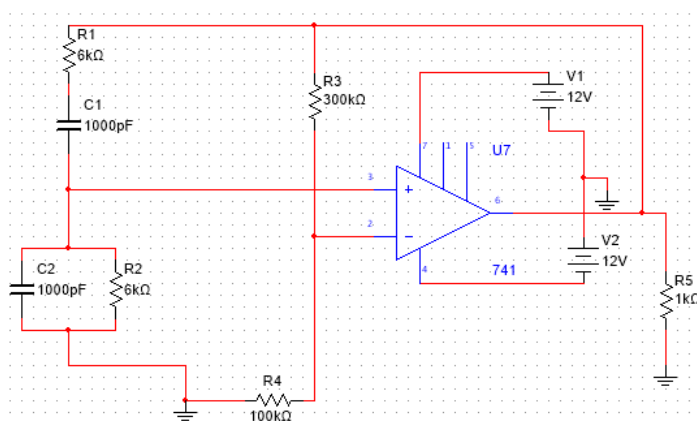 R1
6kΩ
C1
1000pF
R3
300kΩ
V1
12V
7
1
5
U7
3
6
2
4
741
V2
12V
C2
1000pF
R2
6kΩ
R5
1kΩ
R4
100kΩ